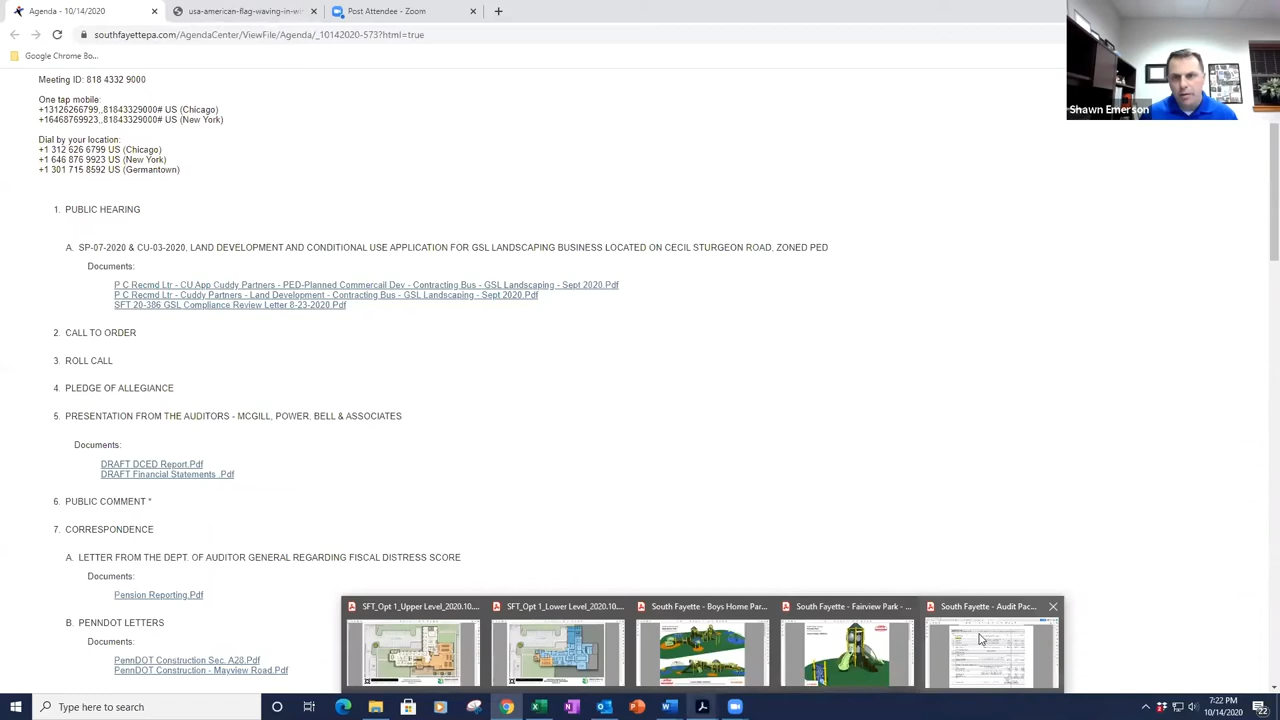 Agenda - 10/14/2020
usa-american-flag-waving-in-wi
Post Attendee - Zoom
southfayettepa.com/AgendaCenter/ViewFile/Agenda/_10142020-573?html=true
Google Chrome Bo...
Shawn Emerson
Meeting ID: 818 4332 9000
One tap mobile:
+13126266799,,81843329000# US (Chicago)
+16468769923,,81843329000# US (New York)
Dial by your location:
+1 312 626 6799 US (Chicago)
+1 646 876 9923 US (New York)
+1 301 715 8592 US (Germantown)
1. PUBLIC HEARING
A. SP-07-2020 & CU-03-2020, LAND DEVELOPMENT AND CONDITIONAL USE APPLICATION FOR GSL LANDSCAPING BUSINESS LOCATED ON CECIL STURGEON ROAD, ZONED PED
Documents:
P C Recmd Ltr - CU App Cuddy Partners - PED-Planned Commercail Dev - Contracting Bus - GSL Landscaping - Sept 2020.Pdf
P C Recmd Ltr - Cuddy Partners - Land Development - Contracting Bus - GSL Landscaping - Sept 2020.Pdf
SFT 20-386 GSL Compliance Review Letter 8-23-2020.Pdf
2. CALL TO ORDER
3. ROLL CALL
4. PLEDGE OF ALLEGIANCE
5. PRESENTATION FROM THE AUDITORS - MCGILL, POWER, BELL & ASSOCIATES
Documents:
DRAFT DCED Report.Pdf
DRAFT Financial Statements .Pdf
6. PUBLIC COMMENT *
7. CORRESPONDENCE
A. LETTER FROM THE DEPT. OF AUDITOR GENERAL REGARDING FISCAL DISTRESS SCORE
Documents:
Pension Reporting.Pdf
B. PENNDOT LETTERS
Documents:
PennDOT Construction Sec. A28.Pdf
PennDOT Construction - Mayview Road.Pdf
SFT_Opt 1_Upper Level_2020.10....
SFT_Opt 1_Lower Level_2020.10....
South Fayette - Boys Home Par...
South Fayette - Fairview Park - ...
South Fayette - Audit Pac...
Type here to search
7:22 PM
10/14/2020
22